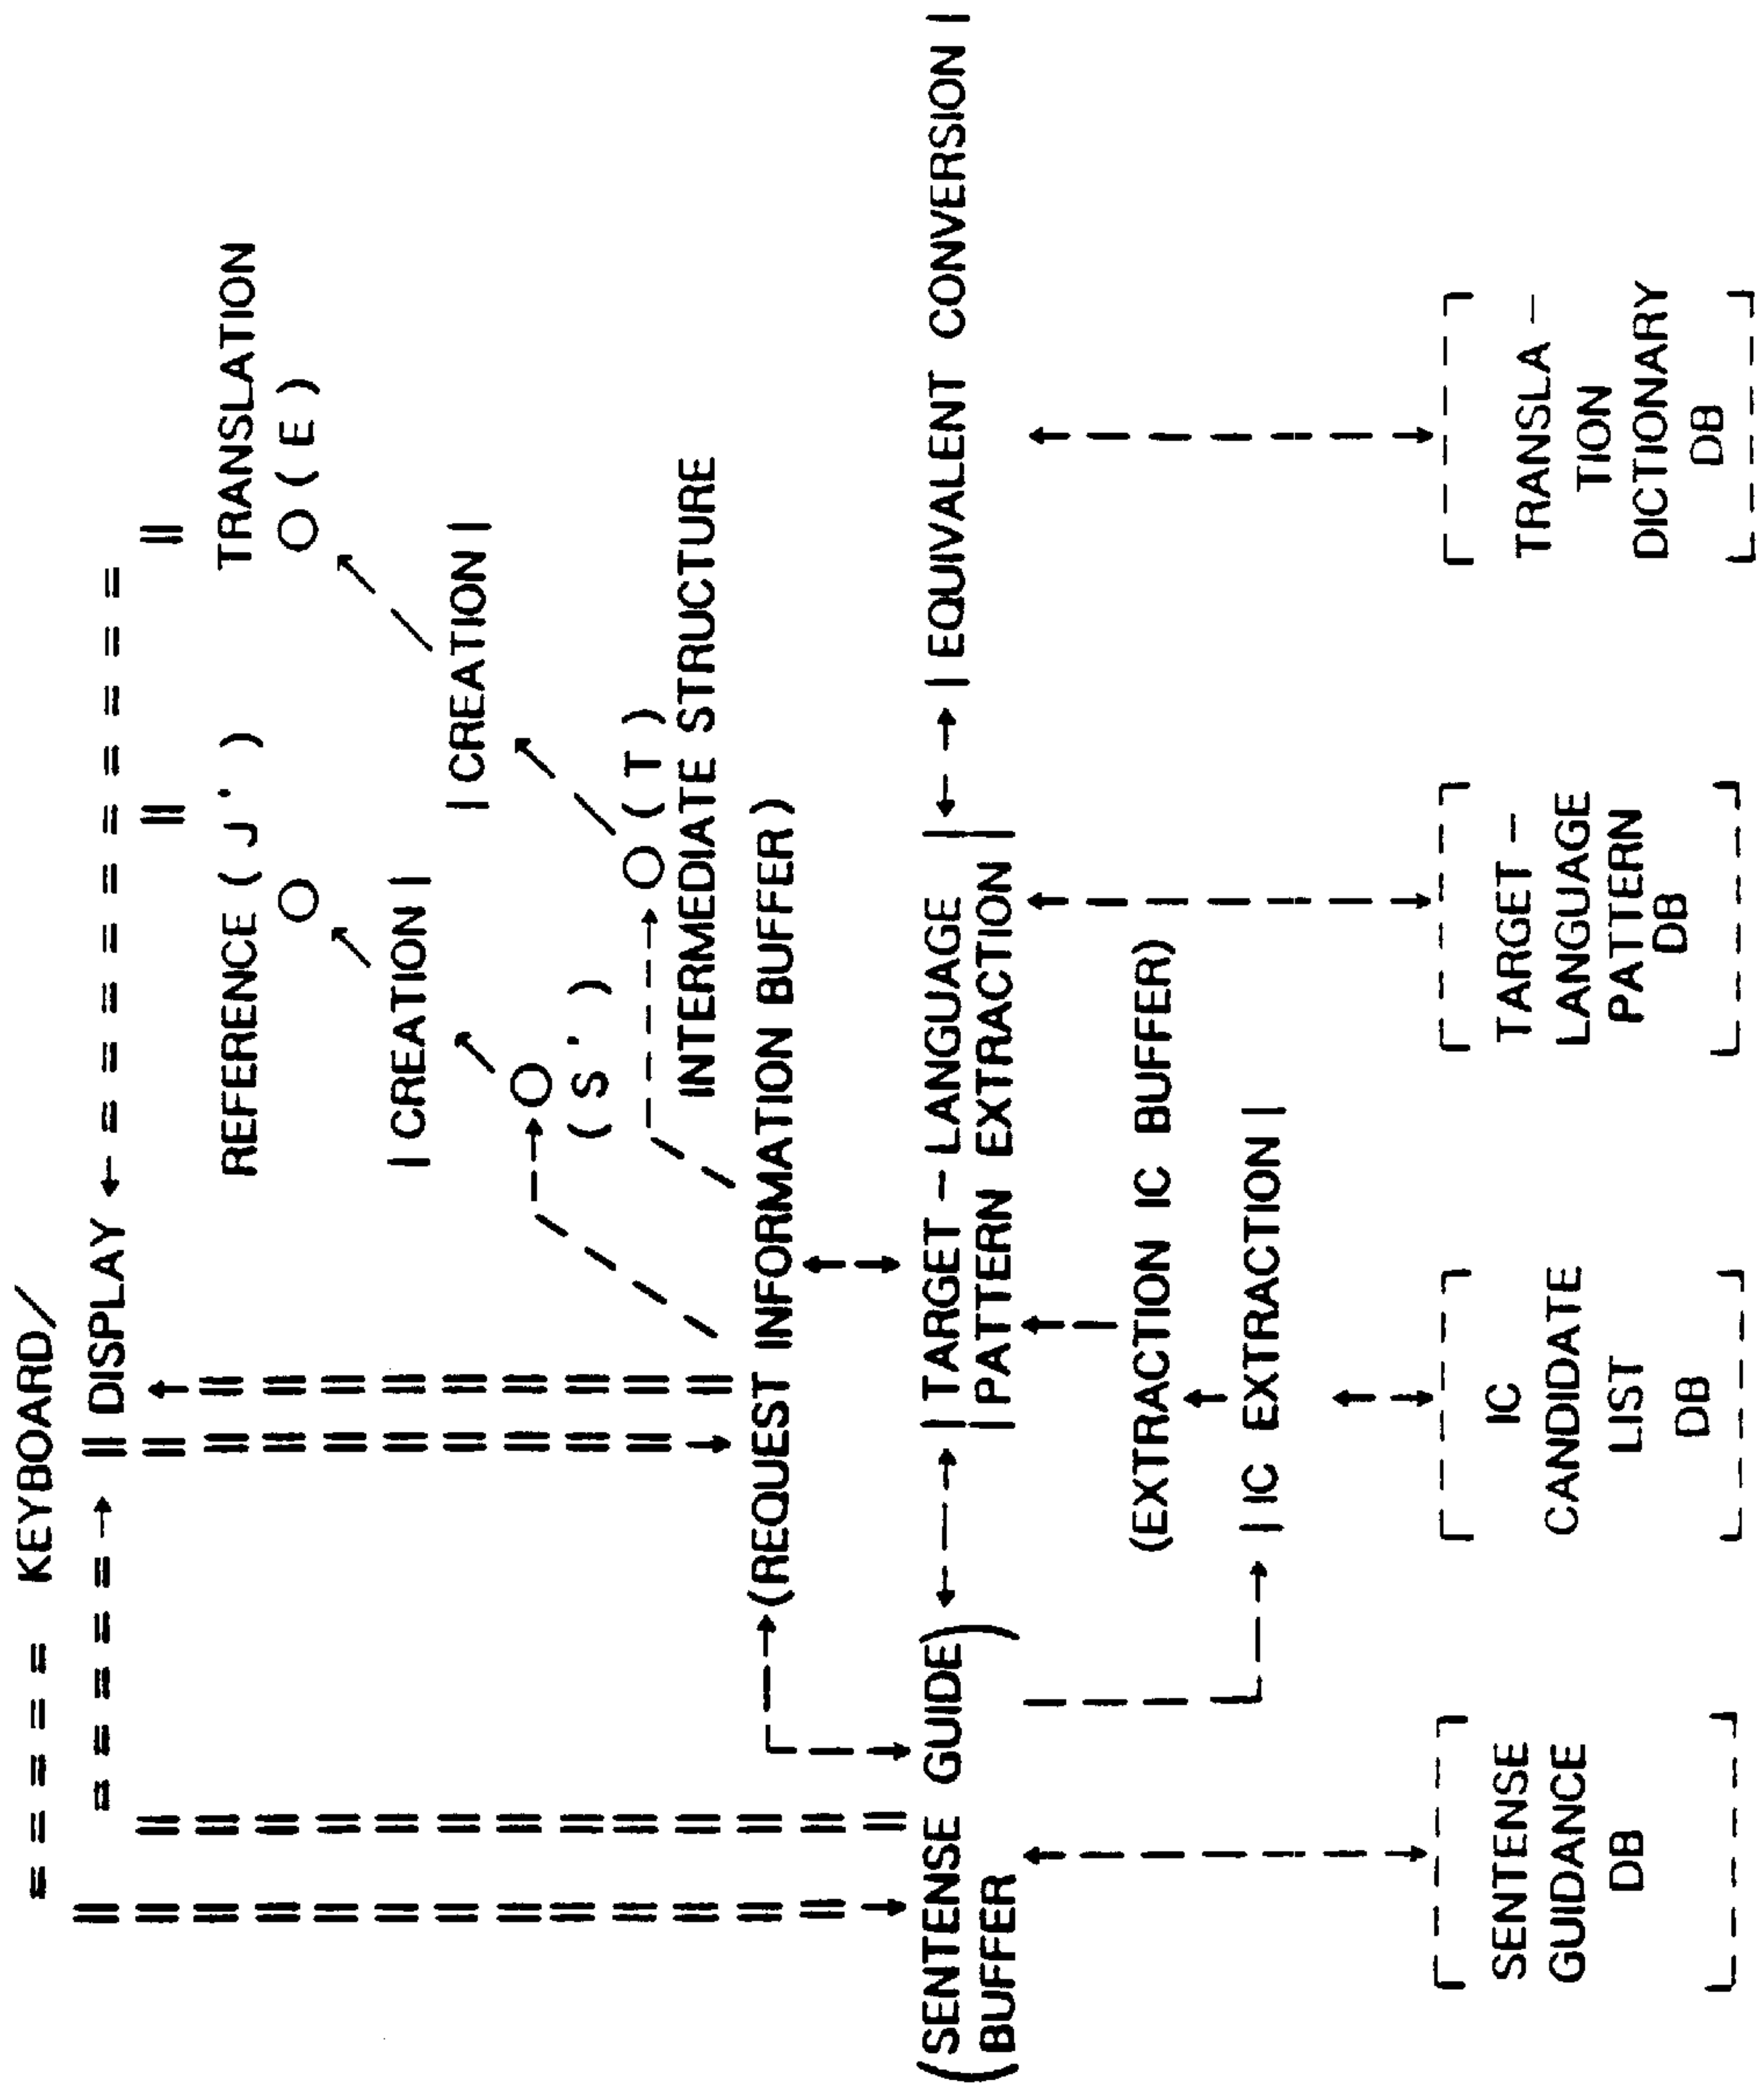 KEYBOARD/
DISPLAY
REFERENCE ( J ' )
TRANSLATION
( E )
| CREATION |
| CREATION |
( S ' )
( T )
INTERMEDIATE STRUCTURE
(REQUEST INFORMATION BUFFER)
(SENTENSE GUIDE)
BUFFER
| TARGET - LANGUAGE |
| PATTERN EXTRACTION |
| EQUIVALENT CONVERSION |
(EXTRACTION IC BUFFER)
| IC EXTRACTION |
SENTENSE
GUIDANCE
DB
IC
CANDIDATE
LIST
DB
TARGET -
LANGUAGE
PATTERN
DB
TRANSLA -
TION
DICTIONARY
DB